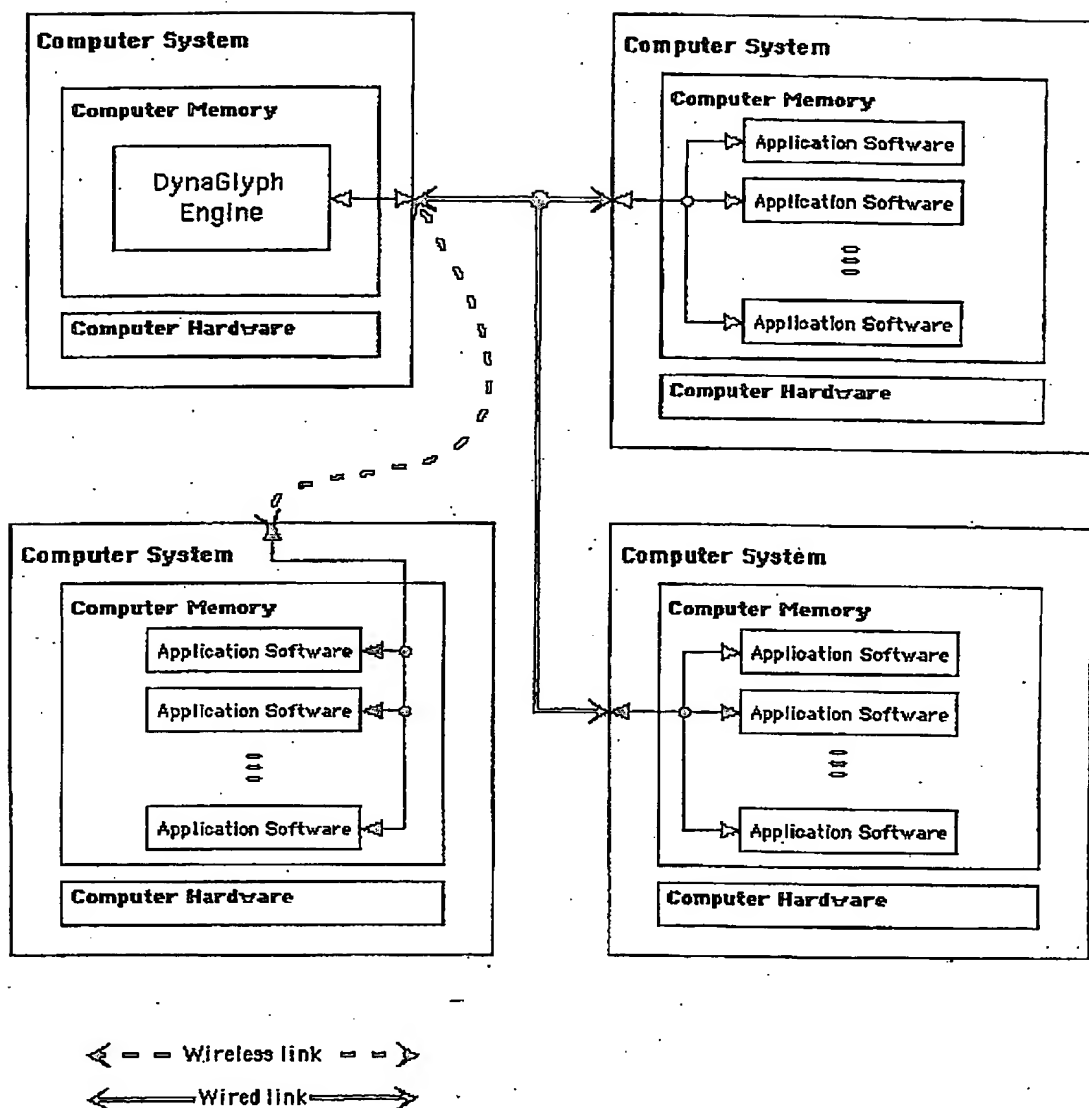 Computer System
Computer Memory
DynaGlyph
Engine
Computer Hardware
Computer System
Computer Memory
Application Software
Application Software
Application Software
Computer Hardware
Computer System
Computer Memory
Application Software
Application Software
Application Software
Computer Hardware
Computer System
Computer Memory
Application Software
Application Software
Application Software
Computer Hardware
Wireless link
Wired link